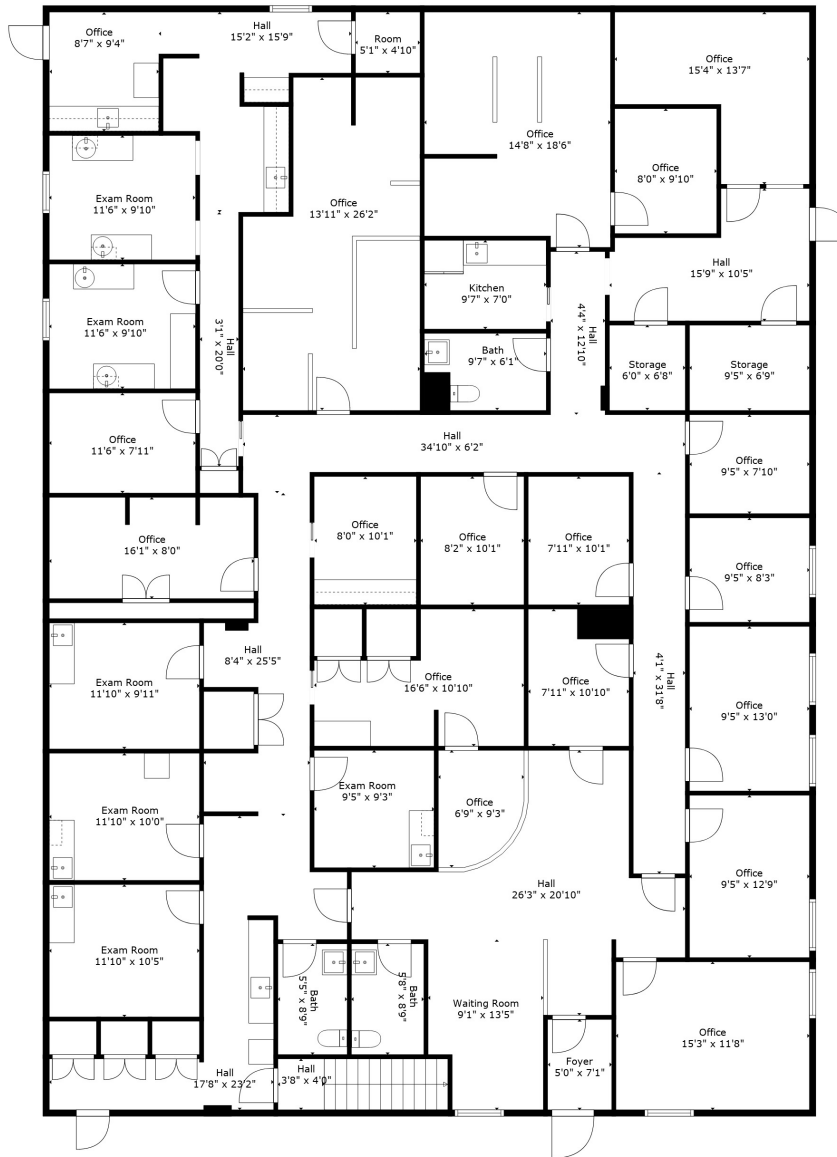 Office
8'7" x 9'4"
Hall
15'2" x 15'9"
Room
5'1" x 4'10"
Office
15'4" x 13'7"
Office
14'8" x 18'6"
Office
8'0" x 9'10"
Exam Room
11'6" x 9'10"
Office
13'11" x 26'2"
Hall
15'9" x 10'5"
Kitchen
9'7" x 7'0"
Hall
4'4" x 12'10"
Exam Room
11'6" x 9'10"
Hall
3'1" x 20'0"
Bath
9'7" x 6'1"
Storage
6'0" x 6'8"
Storage
9'5" x 6'9"
Office
11'6" x 7'11"
Hall
34'10" x 6'2"
Office
9'5" x 7'10"
Office
16'1" x 8'0"
Office
8'0" x 10'1"
Office
8'2" x 10'1"
Office
7'11" x 10'1"
Office
9'5" x 8'3"
Exam Room
11'10" x 9'11"
Hall
8'4" x 25'5"
Office
16'6" x 10'10"
Office
7'11" x 10'10"
Hall
4'1" x 31'8"
Office
9'5" x 13'0"
Exam Room
11'10" x 10'0"
Exam Room
9'5" x 9'3"
Office
6'9" x 9'3"
Office
9'5" x 12'9"
Hall
26'3" x 20'10"
Exam Room
11'10" x 10'5"
Bath
5'5" x 8'9"
Bath
5'8" x 8'9"
Waiting Room
9'1" x 13'5"
Office
15'3" x 11'8"
Hall
17'8" x 23'2"
Hall
3'8" x 4'0"
Foyer
5'0" x 7'1"